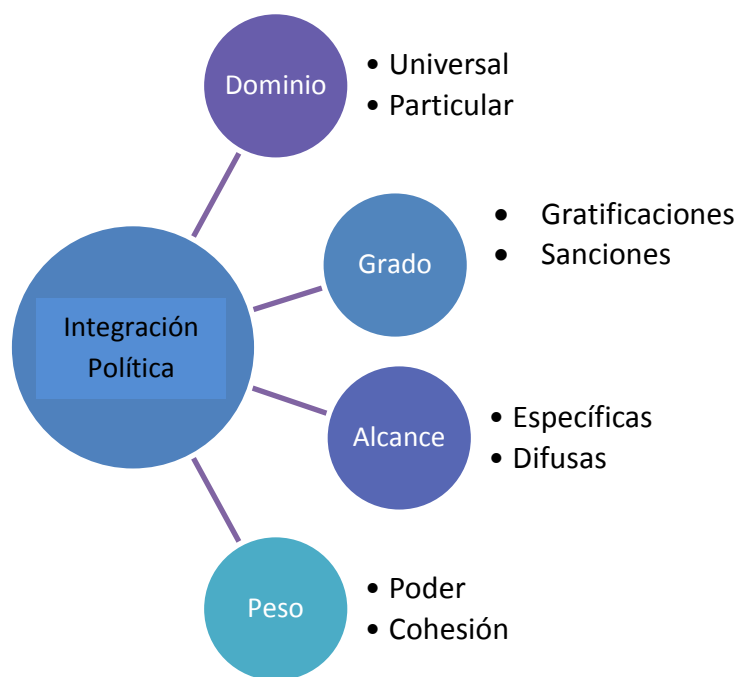 Dominio
• Universal
• Particular
Grado
• Gratificaciones
• Sanciones
Integración
Política
Alcance
• Específicas
• Difusas
Peso
• Poder
• Cohesión